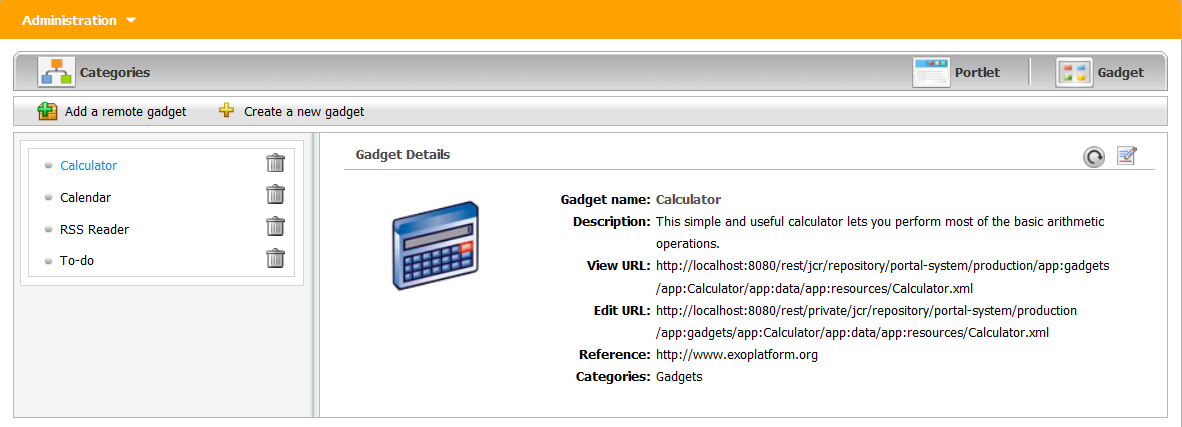 Administration
Categories
Portlet
Gadget
Add a remote gadget
Create a new gadget
Calculator
Calendar
RSS Reader
To-do
Gadget Details
Gadget name: Calculator
Description: This simple and useful calculator lets you perform most of the basic arithmetic
operations.
View URL: http://localhost:8080/rest/jcr/repository/portal-system/production/app:gadgets
/app:Calculator/app:data/app:resources/Calculator.xml
Edit URL: http://localhost:8080/rest/private/jcr/repository/portal-system/production
/app:gadgets/app:Calculator/app:data/app:resources/Calculator.xml
Reference: http://www.exoplatform.org
Categories: Gadgets